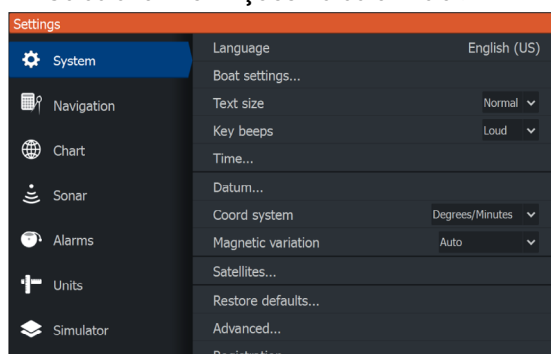 Settings
System
Navigation
Chart
Sonar
Alarms
Units
Simulator
Language English (US)
Boat settings...
Text size Normal
Key beeps Loud
Time...
Datum...
Coord system Degrees/Minutes
Magnetic variation Auto
Satellites...
Restore defaults...
Advanced...